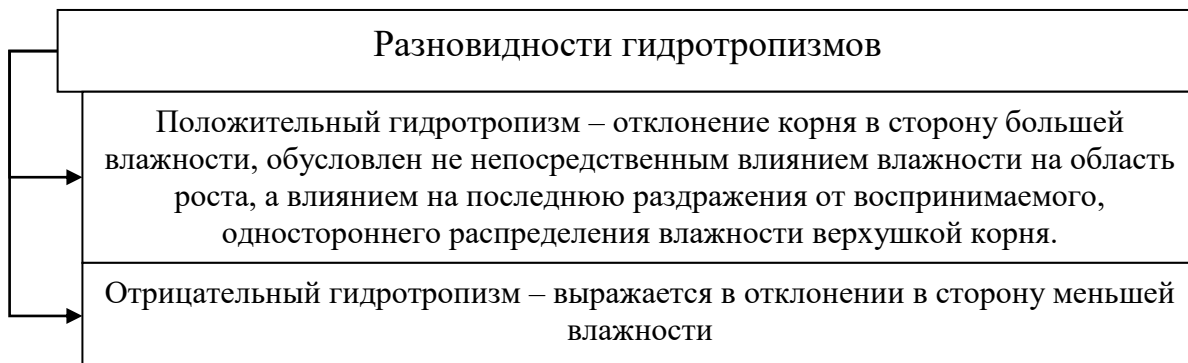 Разновидности гидротропизмов
Положительный гидротропизм – отклонение корня в сторону большей
влажности, обусловлен не непосредственным влиянием влажности на область
роста, а влиянием на последнюю раздражения от воспринимаемого,
одностороннего распределения влажности верхушкой корня.
Отрицательный гидротропизм – выражается в отклонении в сторону меньшей
влажности